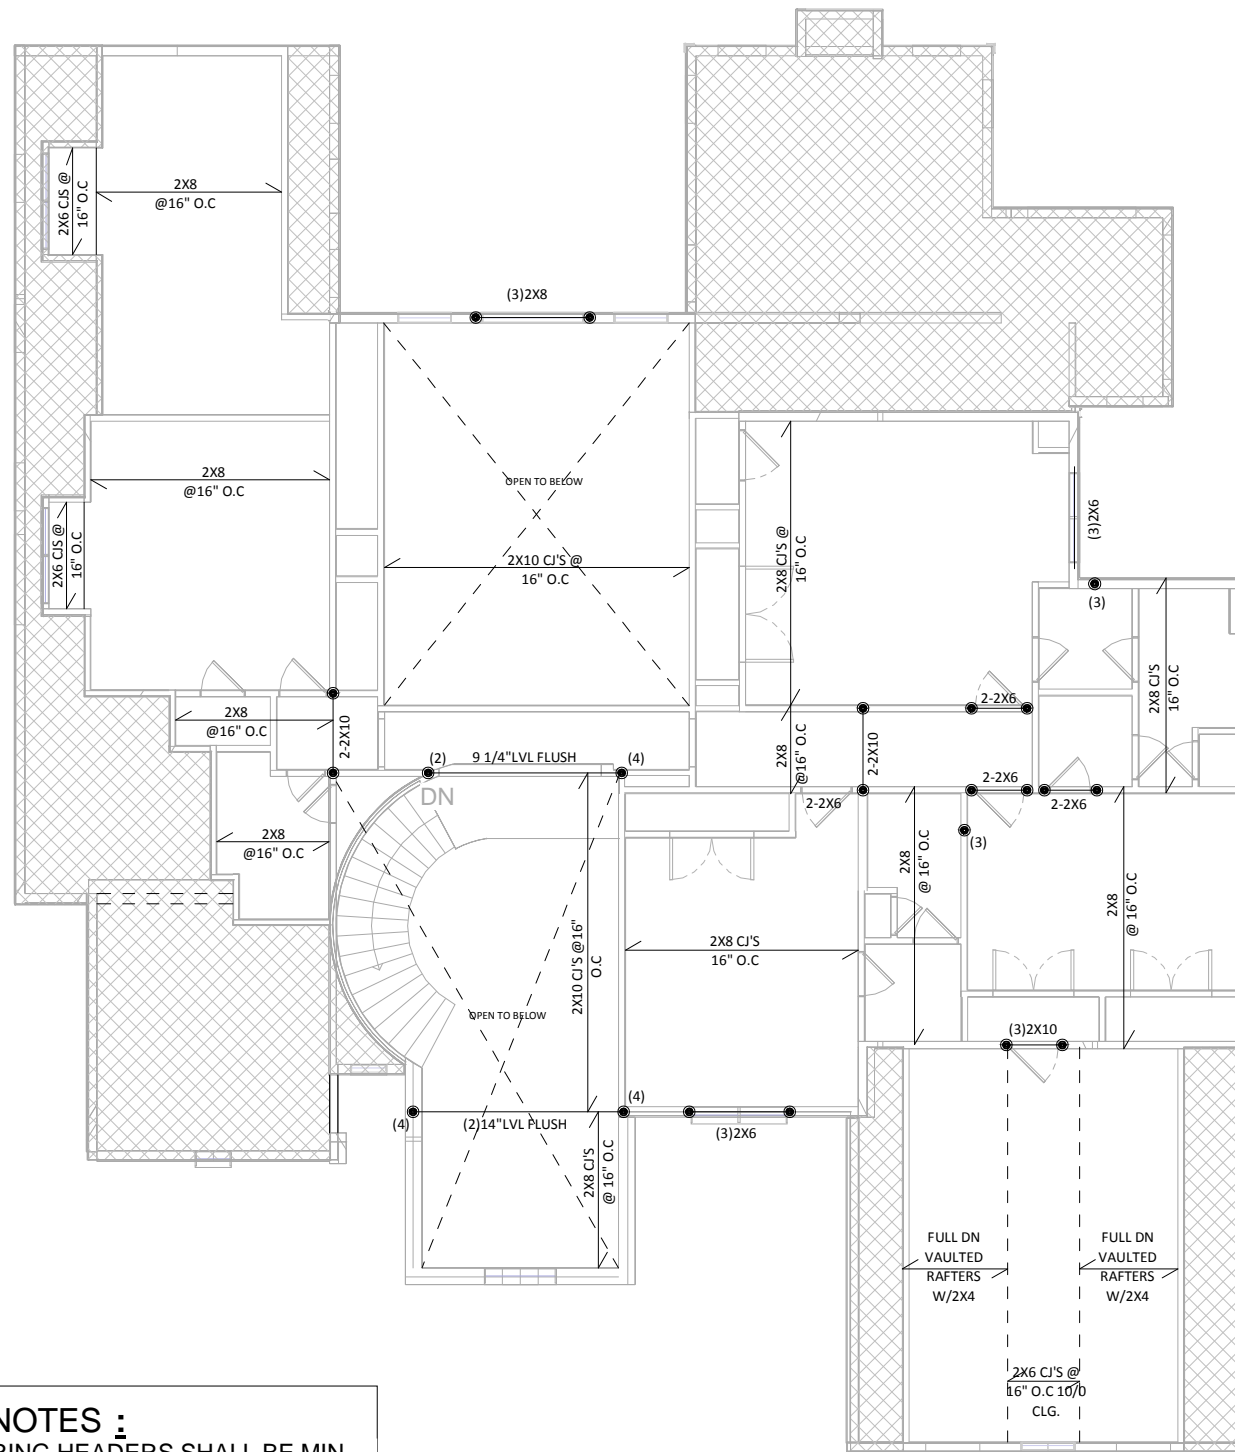 (3)2X8
2X6 CJS @
16" O.C
2X8
@16" O.C
2X8
@16" O.C
2X6 CJS @
16" O.C
OPEN TO BELOW
2X10 CJ'S @
16" O.C
2X8 CJ'S @
16" O.C
(3)2X6
(3)
2X8 CJ'S
16" O.C
2X8
@16" O.C
2-2X10
2X8
@16" O.C
2-2X10
2-2X6
(2)
9 1/4"LVL FLUSH
(4)
DN
2-2X6
2-2X6
2-2X6
(3)
2X8
@16" O.C
2X8
@ 16" O.C
2X8
@ 16" O.C
2X10 CJ'S @16"
O.C
2X8 CJ'S
16" O.C
OPEN TO BELOW
(3)2X10
(4)
(4)
(2)14"LVL FLUSH
(3)2X6
2X8 CJ'S
@ 16" O.C
FULL DN
VAULTED
RAFTERS
W/2X4
FULL DN
VAULTED
RAFTERS
W/2X4
2X6 CJ'S @
16" O.C 10/0
CLG.
NOTES :
RING HEADERS SHALL BE MIN